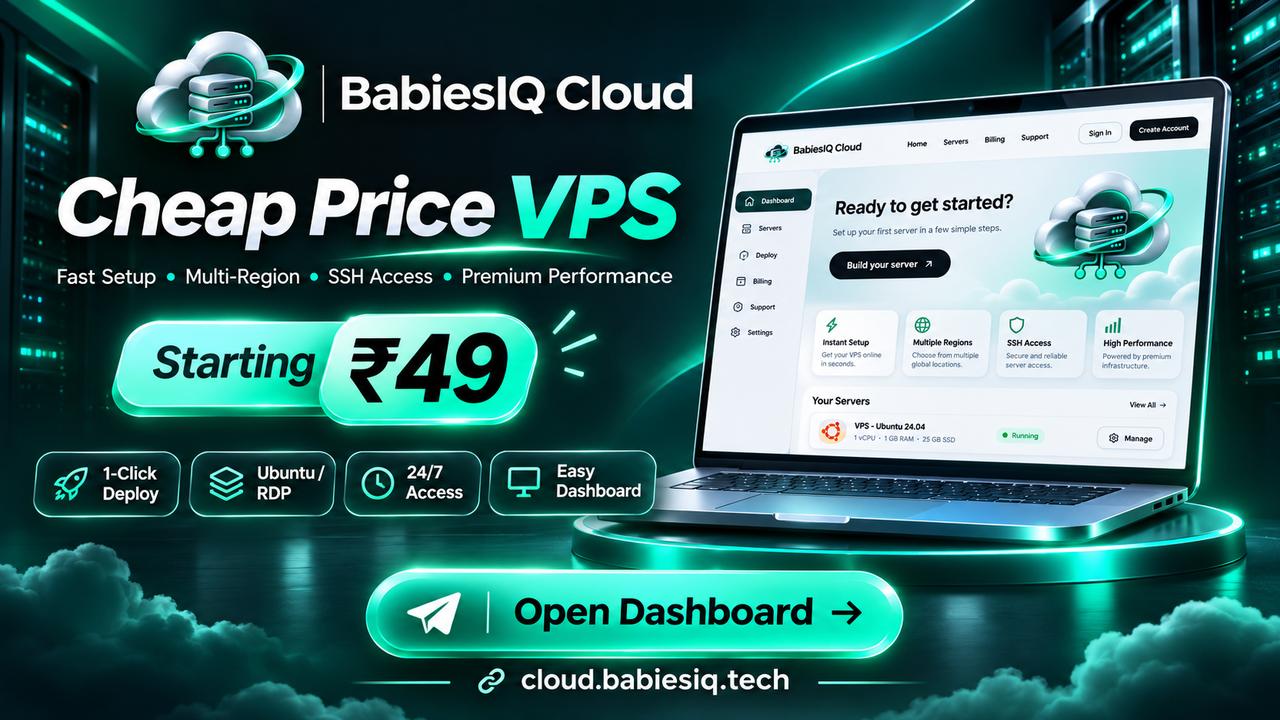 BabiesIQ Cloud
Cheap Price VPS
Fast Setup • Multi-Region • SSH Access • Premium Performance
Starting ₹49
1-Click
Deploy
Ubuntu /
RDP
24/7
Access
Easy
Dashboard
BabiesIQ Cloud
Home Servers Billing Support Sign In Create Account
Dashboard
Servers
Deploy
Billing
Support
Settings
Ready to get started?
Set up your first server in a few simple steps.
Build your server ↗
Instant Setup
Get your VPS online
in seconds.
Multiple Regions
Choose from multiple
global locations.
SSH Access
Secure and reliable
server access.
High Performance
Powered by premium
infrastructure.
Your Servers
View All →
VPS - Ubuntu 24.04
1 vCPU • 1 GB RAM • 25 GB SSD
Running
Manage
Open Dashboard →
cloud.babiesiq.tech